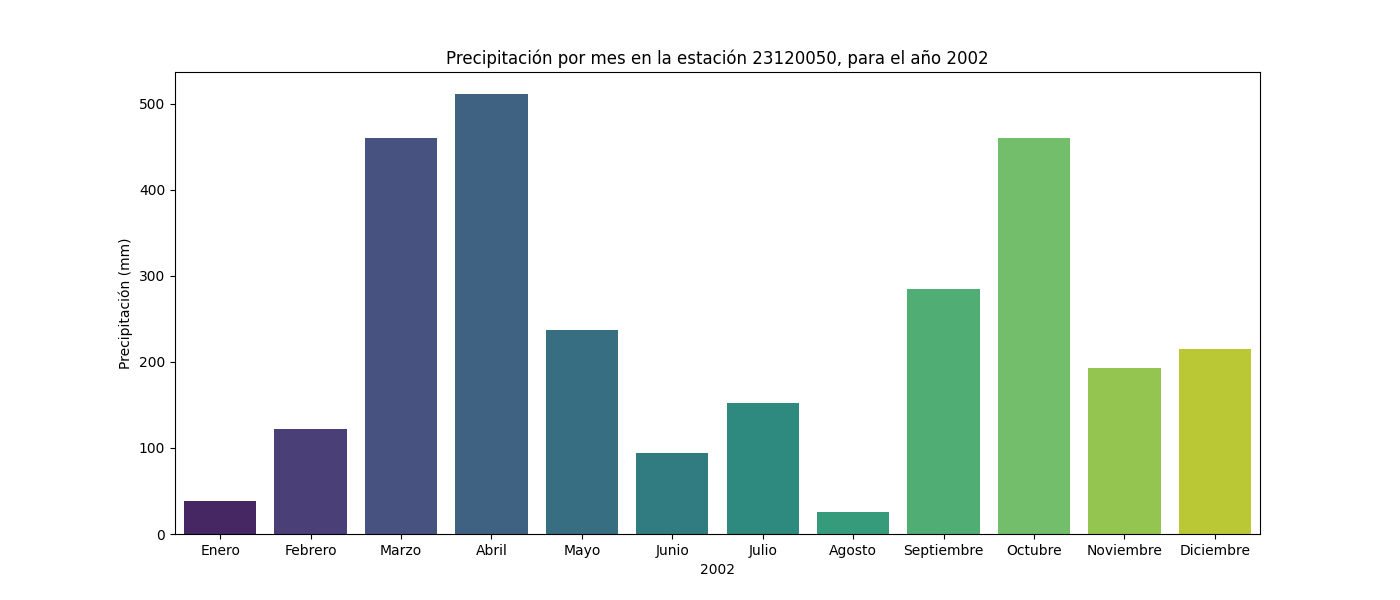 Precipitación por mes en la estación 23120050, para el año 2002
Precipitación (mm)
500
400
300
200
100
0
Enero Febrero Marzo Abril Mayo Junio Julio Agosto Septiembre Octubre Noviembre Diciembre
2002